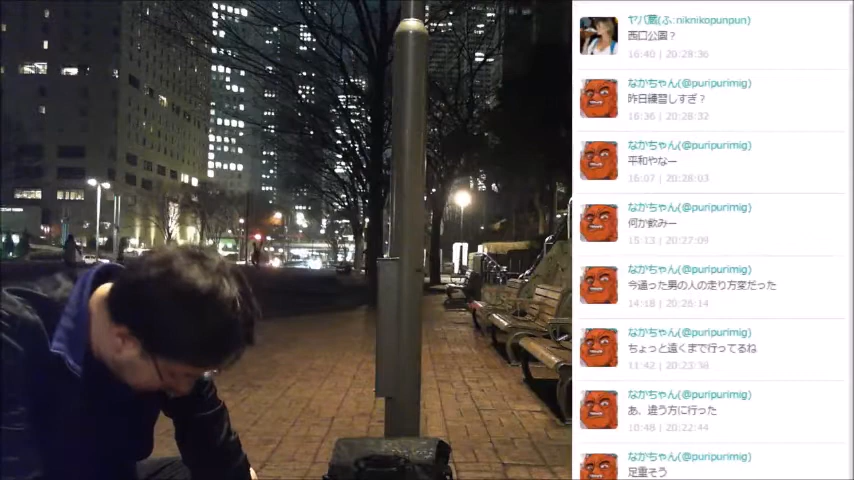 ヤバ蔵(ふ:niknikopunpun)
西口公園？
16:40 | 20:28:36
なかちゃん(@puripurimig)
昨日練習しすぎ？
16:36 | 20:28:32
なかちゃん(@puripurimig)
平和やなー
16:07 | 20:28:03
なかちゃん(@puripurimig)
何か飲みー
15:13 | 20:27:09
なかちゃん(@puripurimig)
今通った男の人の走り方変だった
14:18 | 20:26:14
なかちゃん(@puripurimig)
ちょっと遠くまで行ってるね
11:42 | 20:23:38
なかちゃん(@puripurimig)
あ、違う方に行った
10:48 | 20:22:44
なかちゃん(@puripurimig)
足重そう